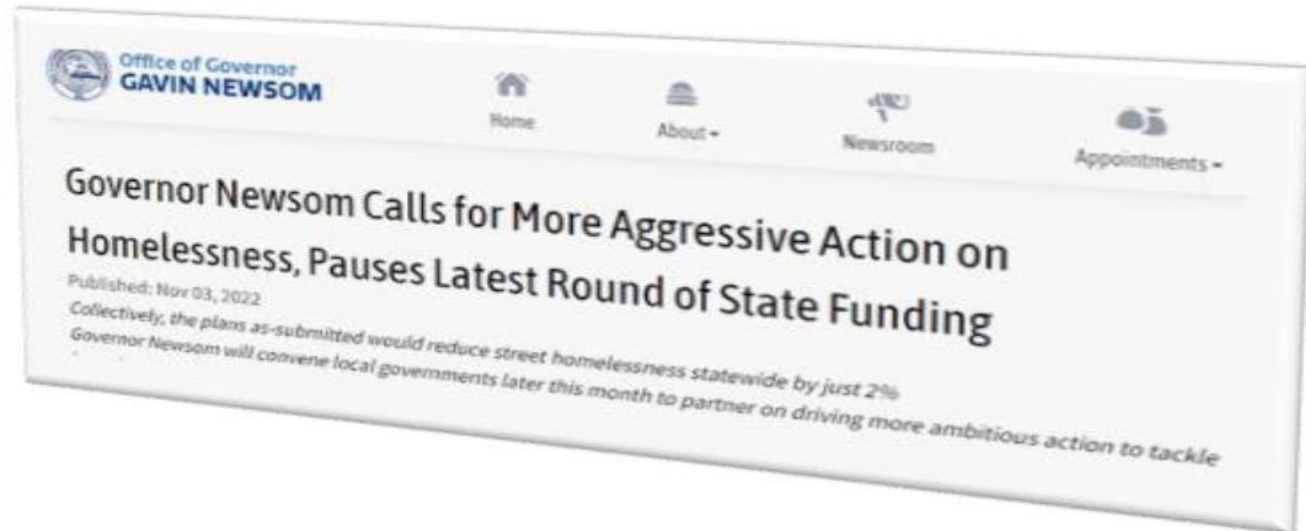 Office of Governor
GAVIN NEWSOM
Home
About
Newsroom
Appointments
Governor Newsom Calls for More Aggressive Action on
Homelessness, Pauses Latest Round of State Funding
Published: Nov 03, 2022
Collectively, the plans as-submitted would reduce street homelessness statewide by just 2%
Governor Newsom will convene local governments later this month to partner on driving more ambitious action to tackle